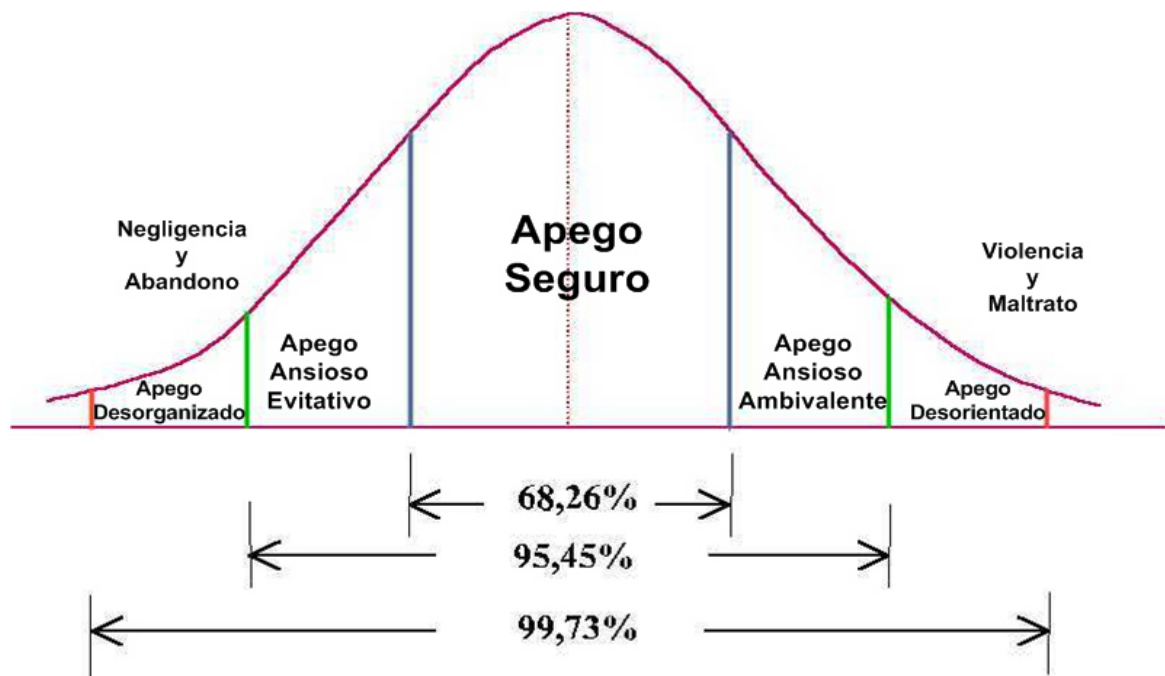 Apego
Seguro
Negligencia
y
Abandono
Violencia
y
Maltrato
Apego
Ansioso
Evitativo
Apego
Ansioso
Ambivalente
Apego
Desorganizado
Apego
Desorientado
68,26%
95,45%
99,73%